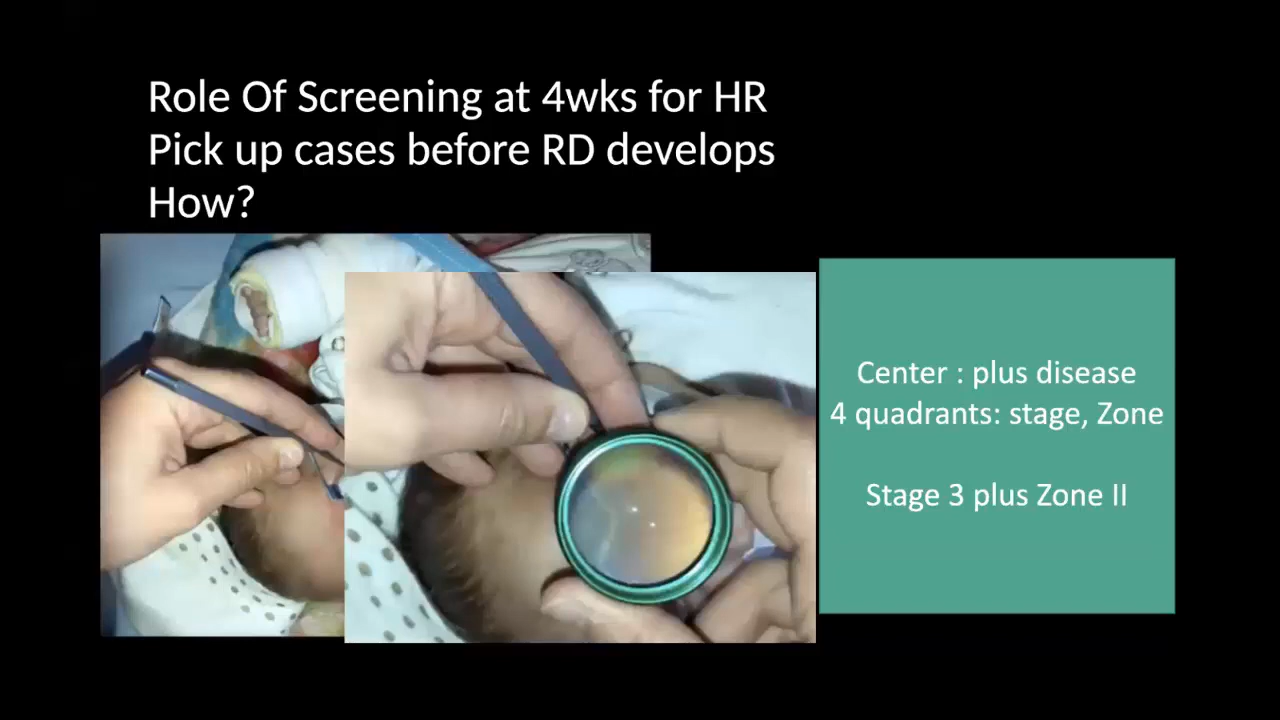 Role Of Screening at 4wks for HR
Pick up cases before RD develops
How?
Center : plus disease
4 quadrants: stage, Zone
Stage 3 plus Zone II